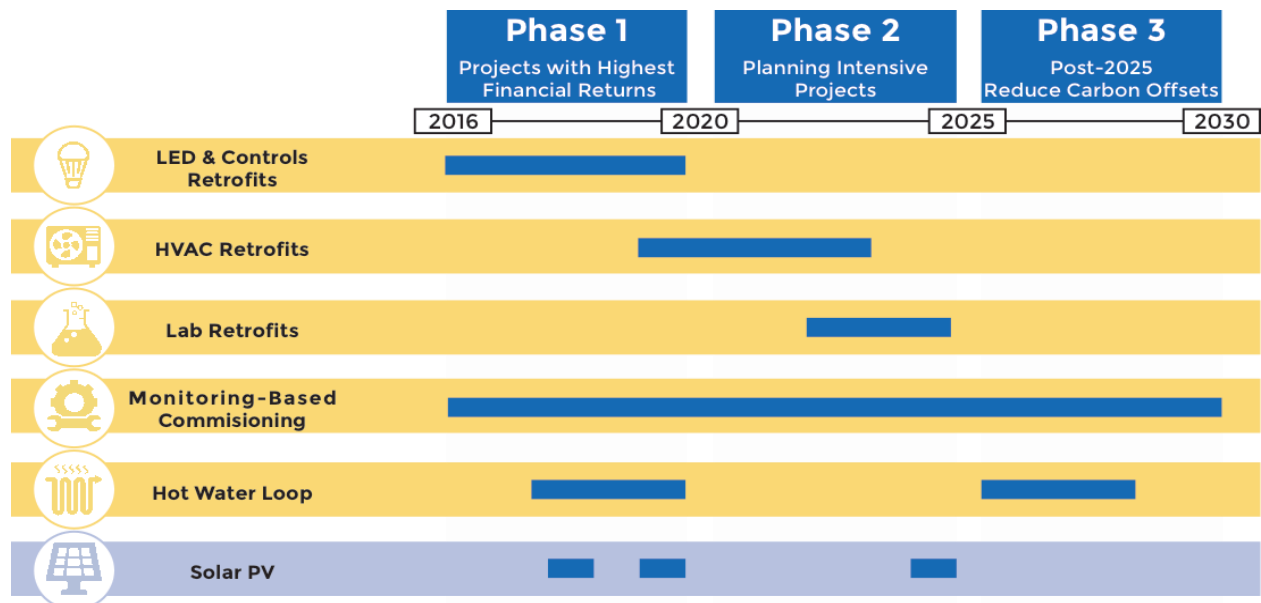 Phase 1
Projects with Highest
Financial Returns
Phase 2
Planning Intensive
Projects
Phase 3
Post-2025
Reduce Carbon Offsets
2016
2020
2025
2030
LED & Controls
Retrofits
HVAC Retrofits
Lab Retrofits
Monitoring-Based
Commisioning
Hot Water Loop
Solar PV